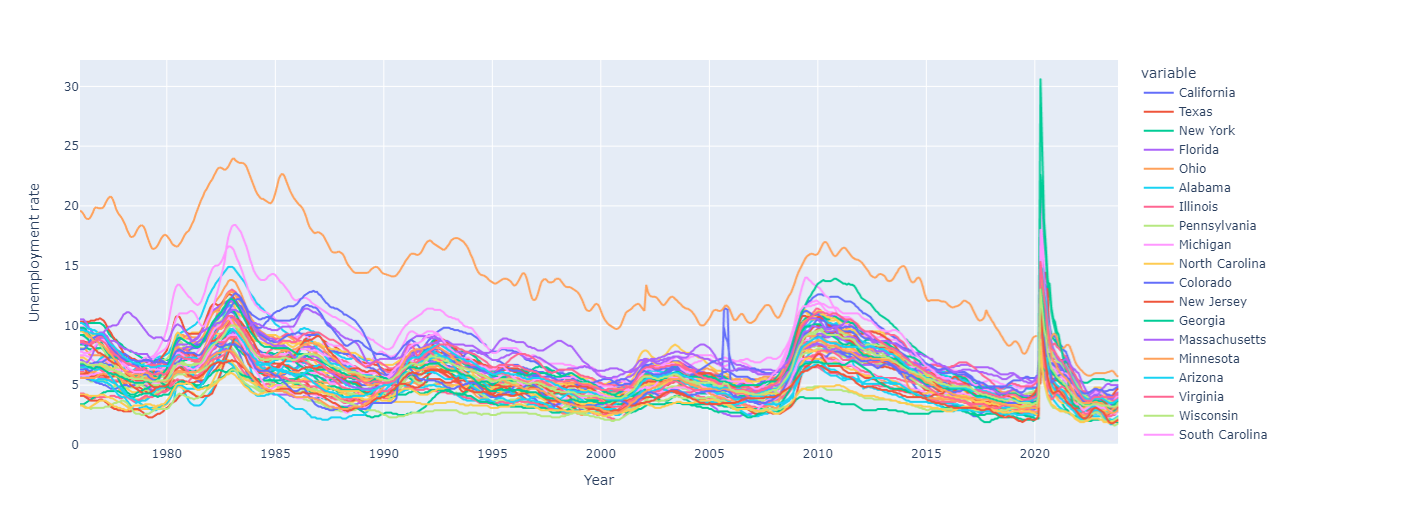 variable
California
Texas
New York
Florida
Ohio
Alabama
Illinois
Pennsylvania
Michigan
North Carolina
Colorado
New Jersey
Georgia
Massachusetts
Minnesota
Arizona
Virginia
Wisconsin
South Carolina
Unemployment rate
30
25
20
15
10
5
0
1980
1985
1990
1995
2000
2005
2010
2015
2020
Year